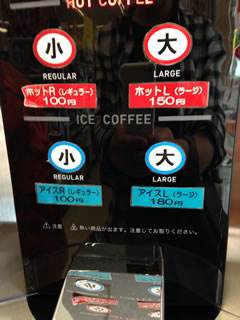 HOT COFFEE
小 大
REGULAR LARGE
ホットR（レギュラー） ホットL（ラージ）
100円 150円
ICE COFFEE
小 大
REGULAR LARGE
アイスR（レギュラー） アイスL（ラージ）
100円 180円
⚠注意 ⚠熱い商品が出ます。注意してお取りください。